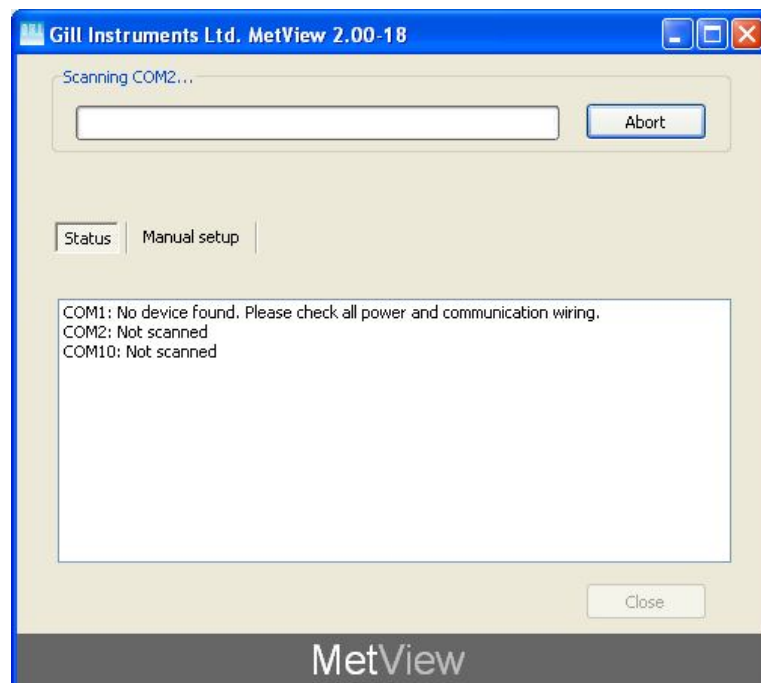 Gill Instruments Ltd. MetView 2.00-18
Scanning COM2...
Abort
Status
Manual setup
COM1: No device found. Please check all power and communication wiring.
COM2: Not scanned
COM10: Not scanned
Close
MetView